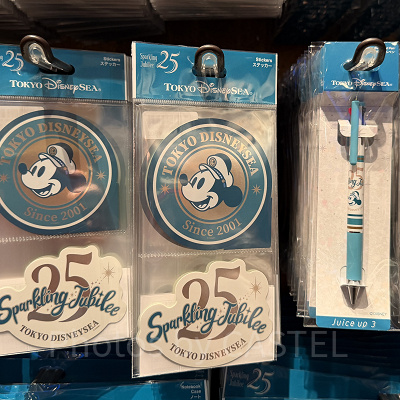 25
TOKYO DISNEYSEA
Stickers
ステッカー
TOKYO DISNEYSEA
Since 2001
25
Sparkling Jubilee
TOKYO DISNEYSEA
Sparkling Jubilee 25
TOKYO DISNEYSEA
Stickers
ステッカー
TOKYO DISNEYSEA
Since 2001
25
Sparkling Jubilee
TOKYO DISNEYSEA
TOKYO DISNEYSEA
Juice up 3
25